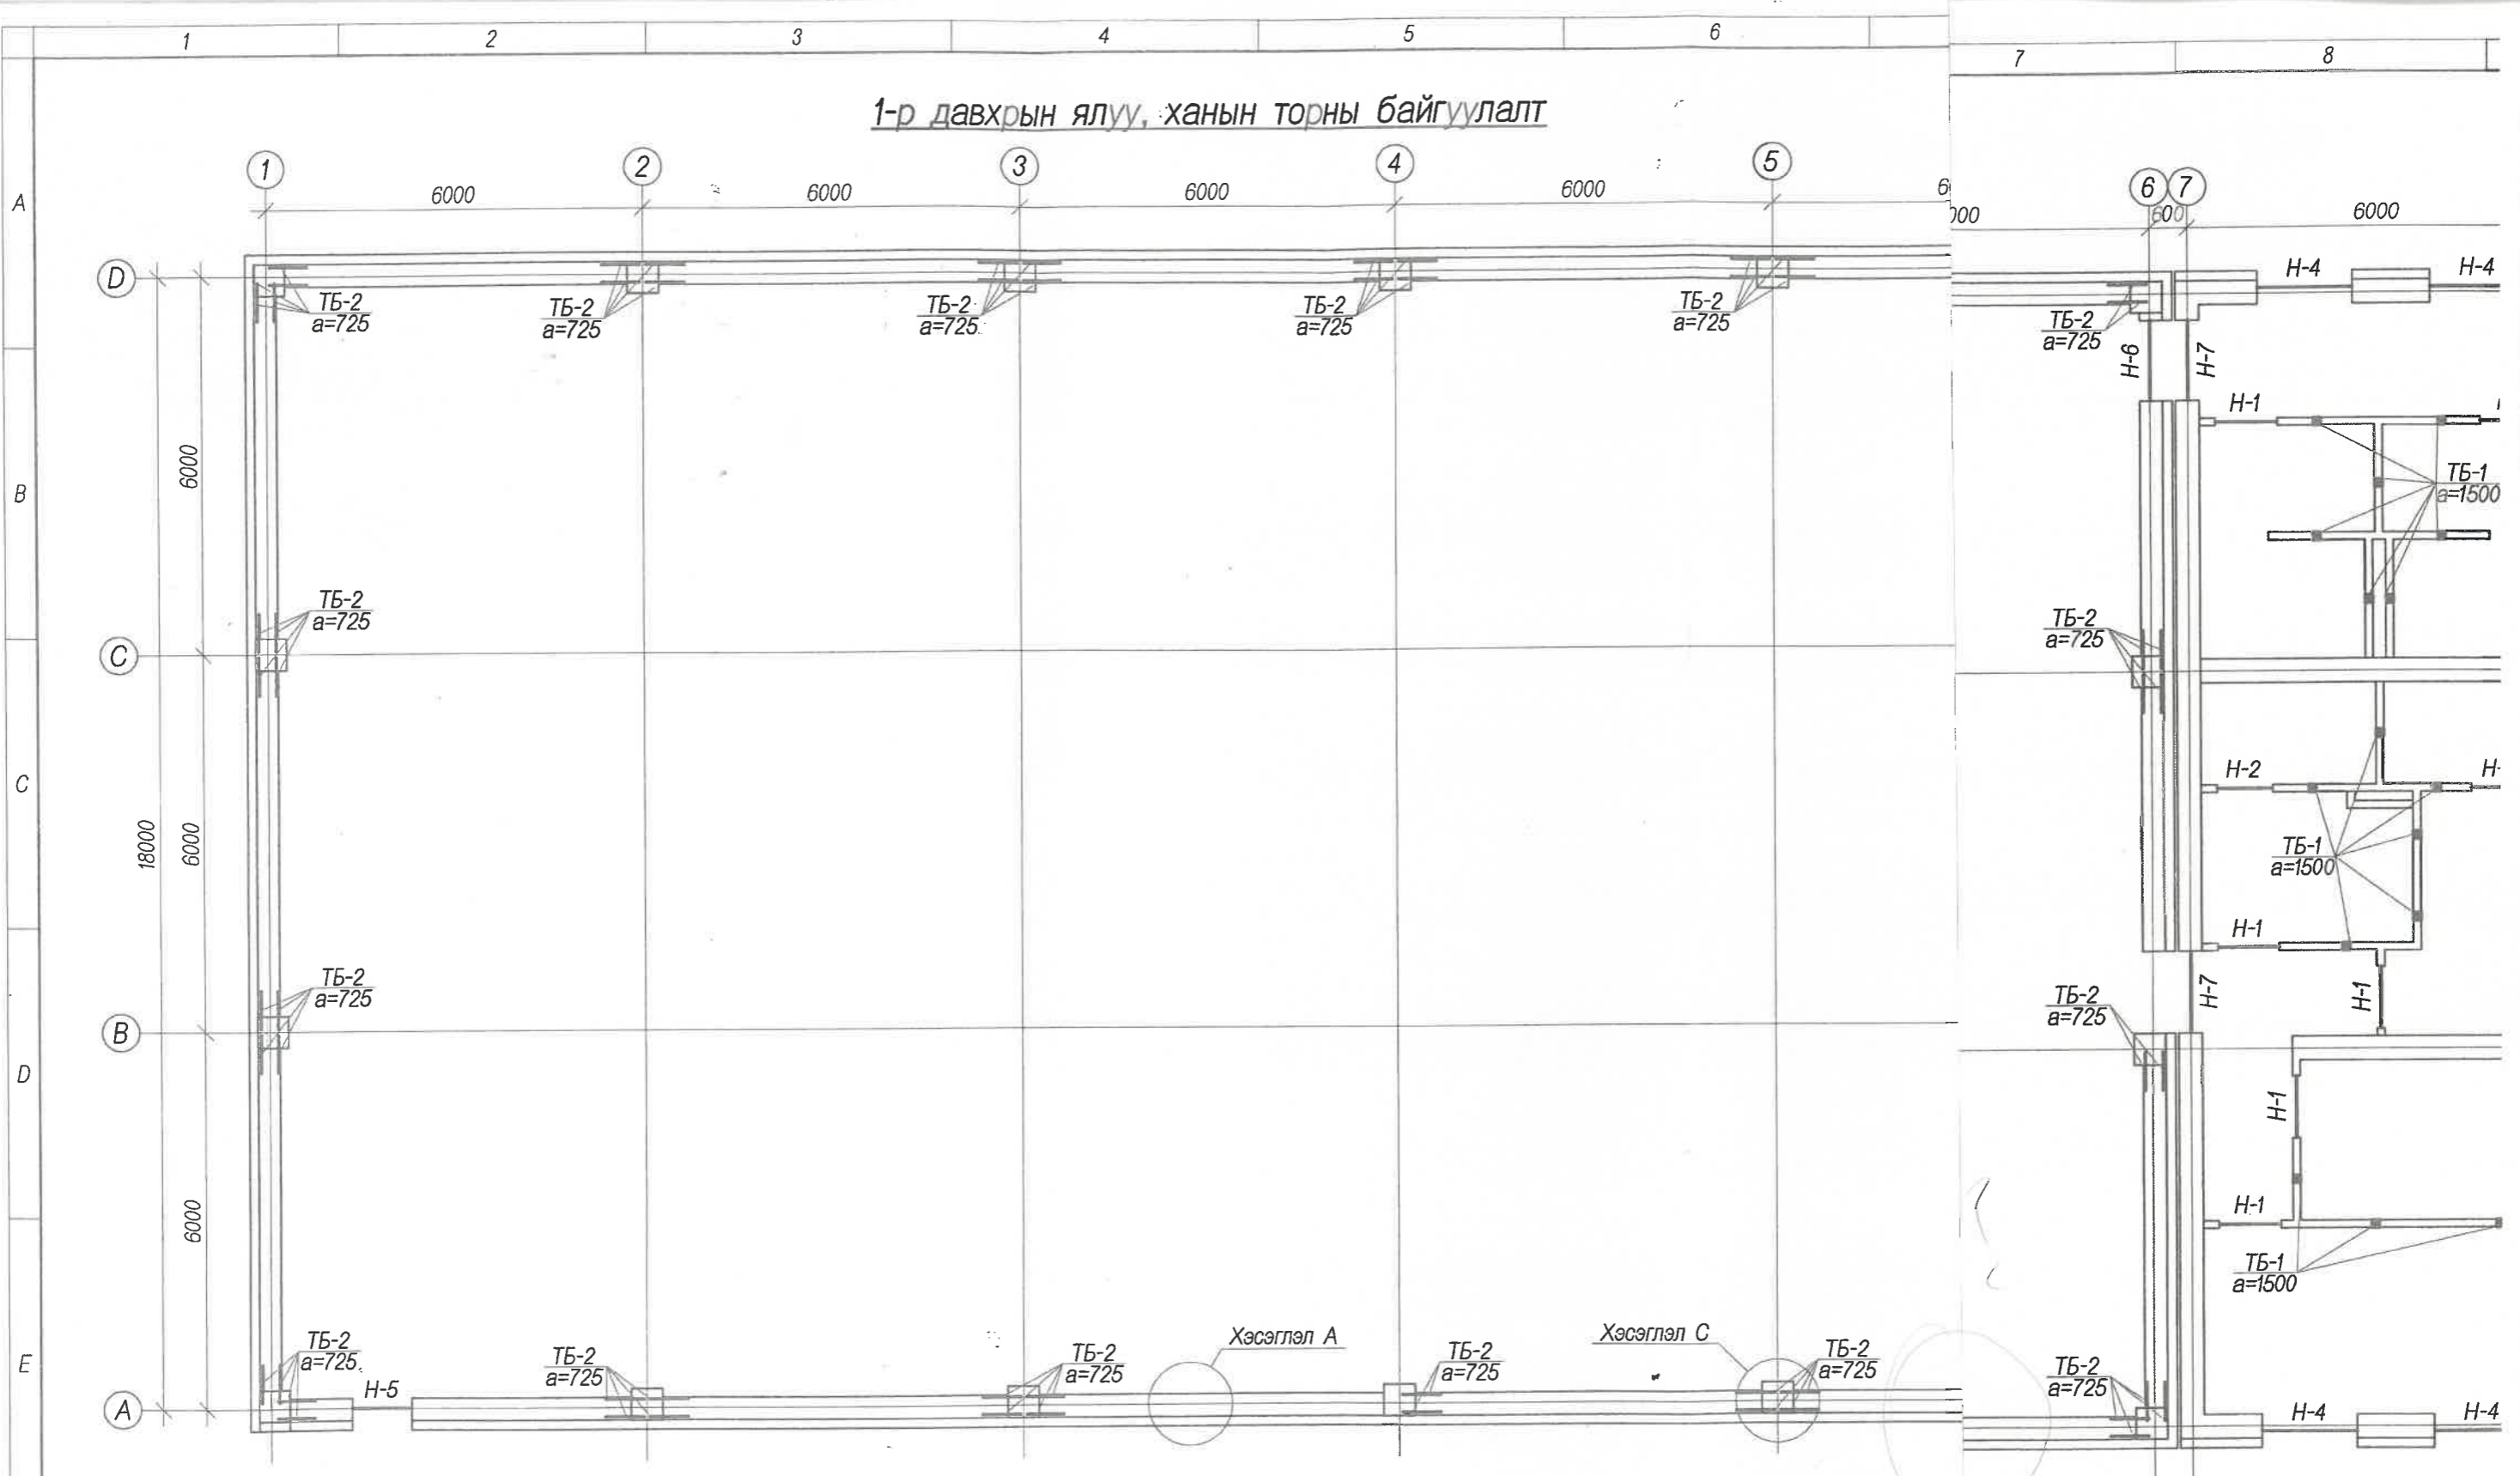 1
2
3
4
5
6
7
8
1-р давхрын ялуу, ханын торны байгуулалт
1
2
3
4
5
6
7
6000
6000
6000
6000
600
6000
A
B
C
D
E
D
C
B
A
6000
6000
6000
18000
ТБ-2
a=725
ТБ-2
a=725
ТБ-2
a=725
ТБ-2
a=725
ТБ-2
a=725
ТБ-2
a=725
Н-4
Н-4
Н-6
Н-7
Н-1
ТБ-1
a=1500
ТБ-2
a=725
ТБ-2
a=725
Н-2
ТБ-1
a=1500
Н-1
ТБ-2
a=725
ТБ-2
a=725
Н-7
Н-1
Н-1
Н-1
ТБ-1
a=1500
ТБ-2
a=725
Н-5
ТБ-2
a=725
ТБ-2
a=725
Хэсэглэл А
ТБ-2
a=725
Хэсэглэл С
ТБ-2
a=725
ТБ-2
a=725
Н-4
Н-4